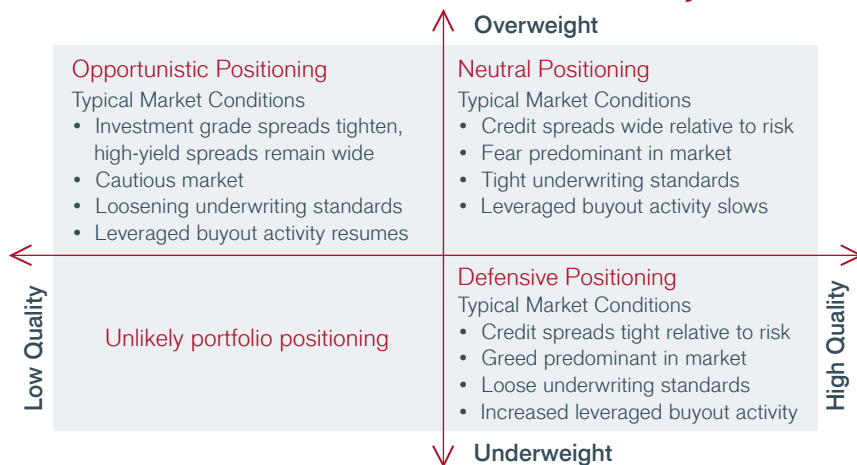 Overweight
Opportunistic Positioning
Typical Market Conditions
• Investment grade spreads tighten,
high-yield spreads remain wide
• Cautious market
• Loosening underwriting standards
• Leveraged buyout activity resumes
Neutral Positioning
Typical Market Conditions
• Credit spreads wide relative to risk
• Fear predominant in market
• Tight underwriting standards
• Leveraged buyout activity slows
Low Quality
Unlikely portfolio positioning
Defensive Positioning
Typical Market Conditions
• Credit spreads tight relative to risk
• Greed predominant in market
• Loose underwriting standards
• Increased leveraged buyout activity
High Quality
Underweight